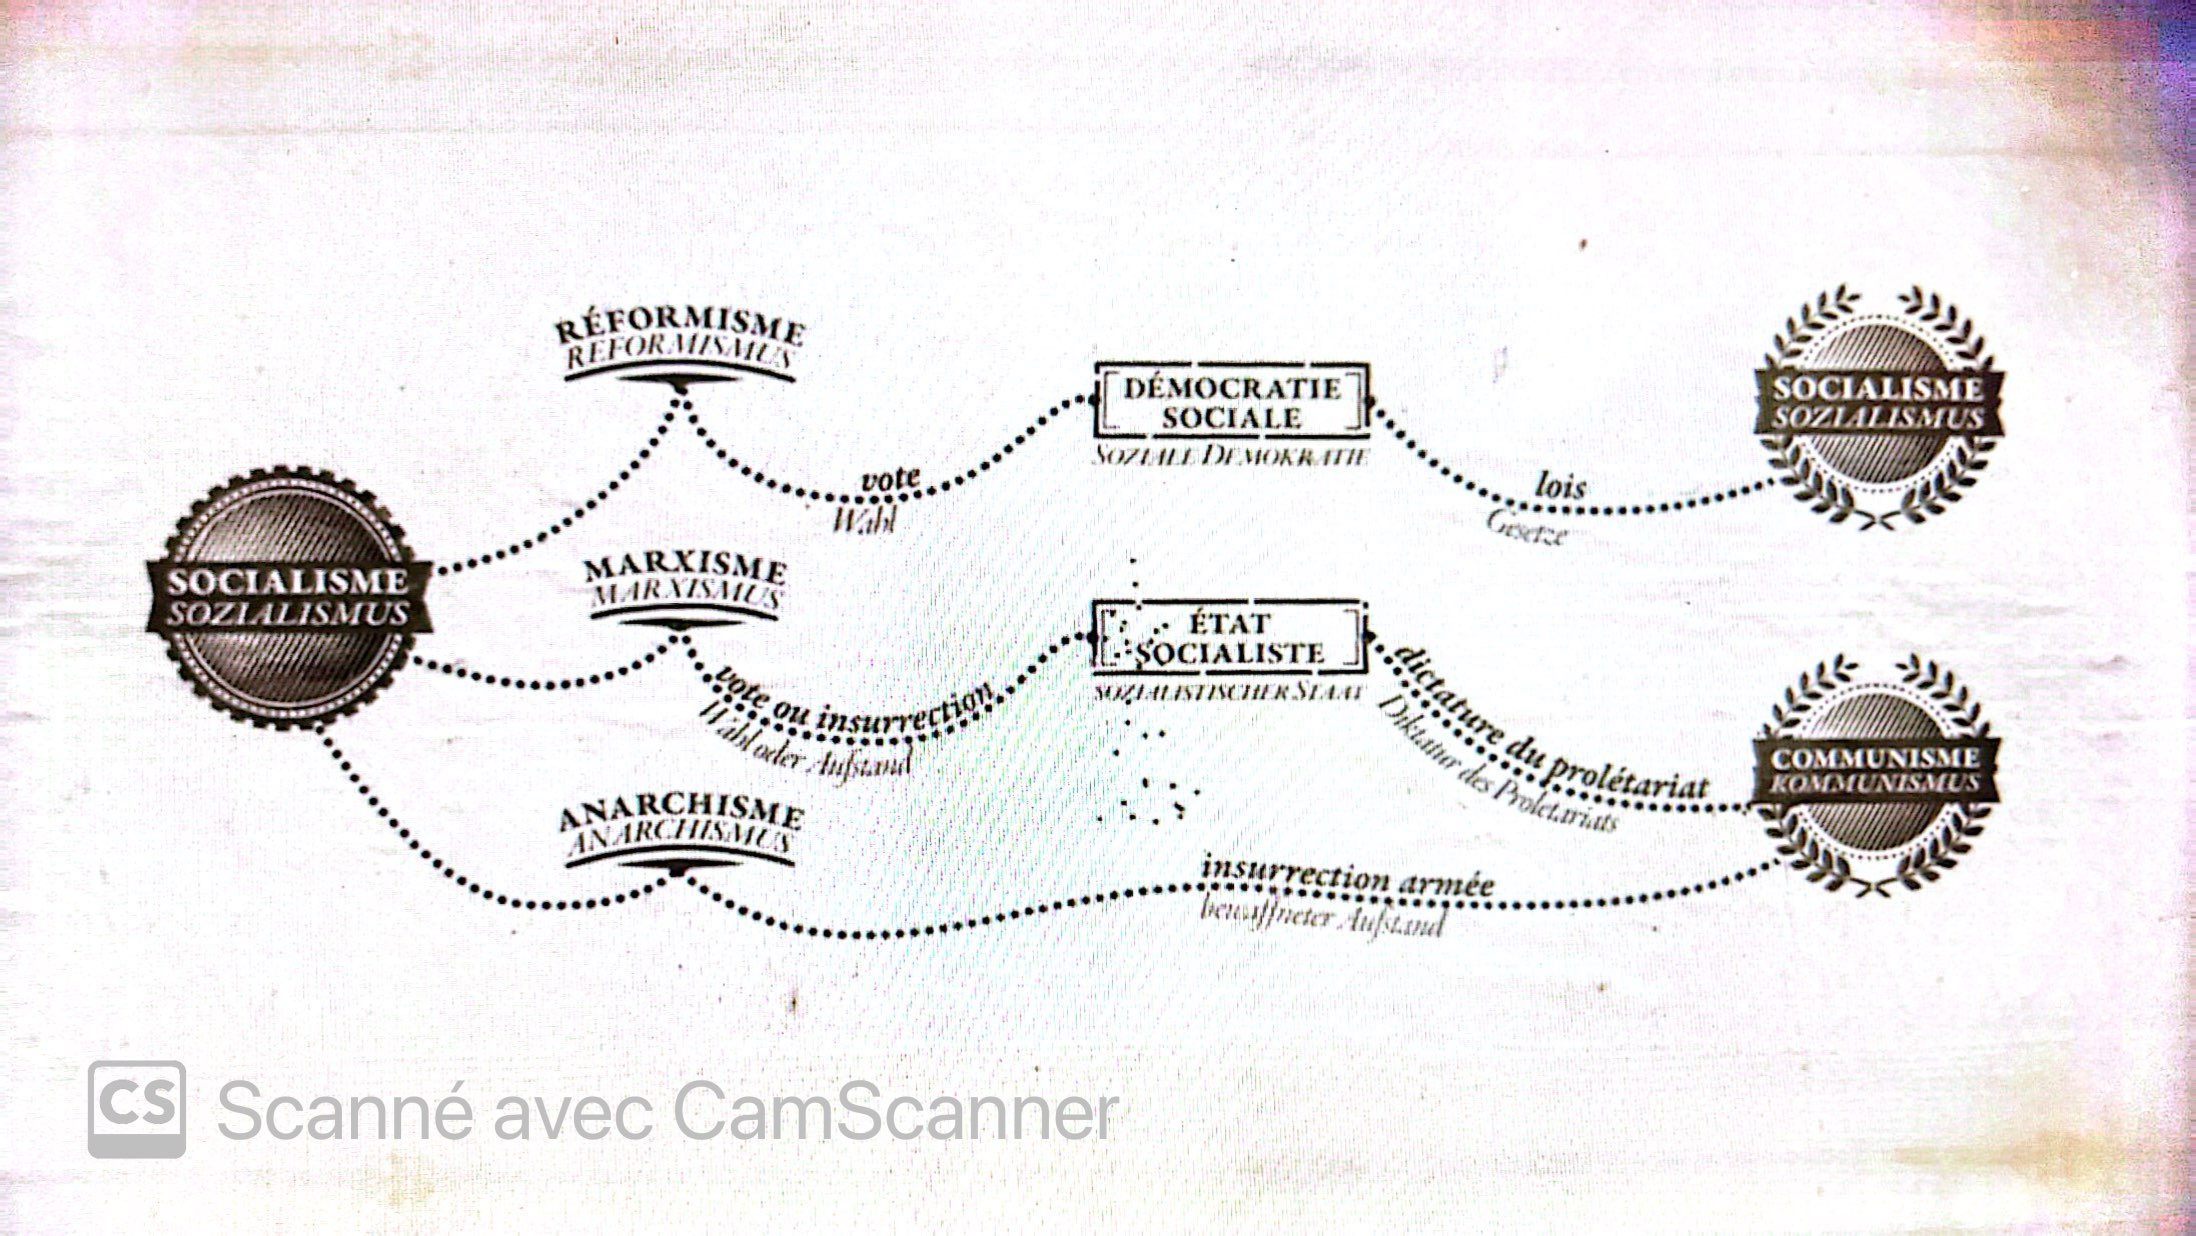 RÉFORMISME
REFORMISMUS
DÉMOCRATIE
SOCIALE
SOZIALE DEMOKRATIE
SOCIALISME
SOZIALISMUS
vote
Wahl
lois
Gesetze
SOCIALISME
SOZIALISMUS
MARXISME
MARXISMUS
ÉTAT
SOCIALISTE
SOZIALISTISCHER STAAT
vote ou insurrection
Wahl oder Aufstand
dictature du prolétariat
Diktatur des Proletariats
COMMUNISME
KOMMUNISMUS
ANARCHISME
ANARCHISMUS
insurrection armée
bewaffneter Aufstand
CS Scanné avec CamScanner